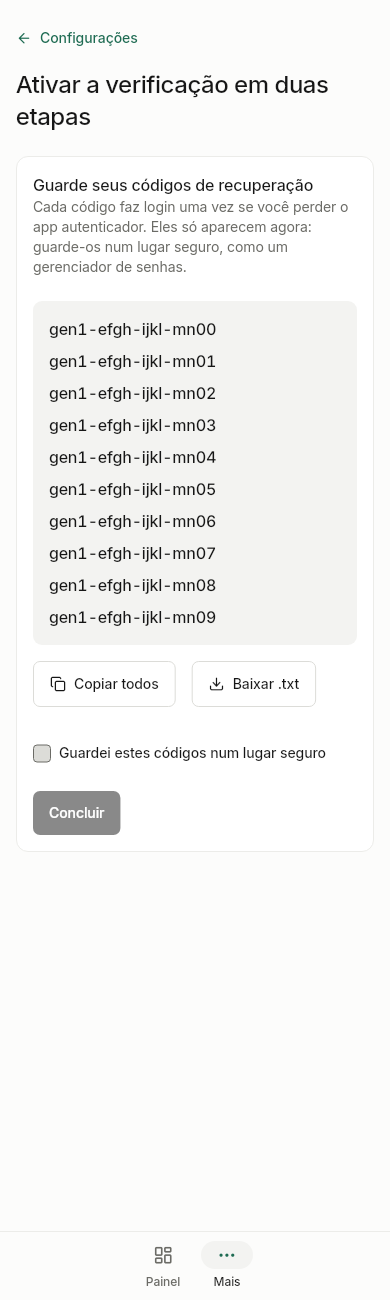 Configurações
Ativar a verificação em duas
etapas
Guarde seus códigos de recuperação
Cada código faz login uma vez se você perder o
app autenticador. Eles só aparecem agora:
guarde-os num lugar seguro, como um
gerenciador de senhas.
gen1-efgh-ijkl-mn00
gen1-efgh-ijkl-mn01
gen1-efgh-ijkl-mn02
gen1-efgh-ijkl-mn03
gen1-efgh-ijkl-mn04
gen1-efgh-ijkl-mn05
gen1-efgh-ijkl-mn06
gen1-efgh-ijkl-mn07
gen1-efgh-ijkl-mn08
gen1-efgh-ijkl-mn09
Copiar todos
Baixar .txt
Guardei estes códigos num lugar seguro
Concluir
Painel
Mais